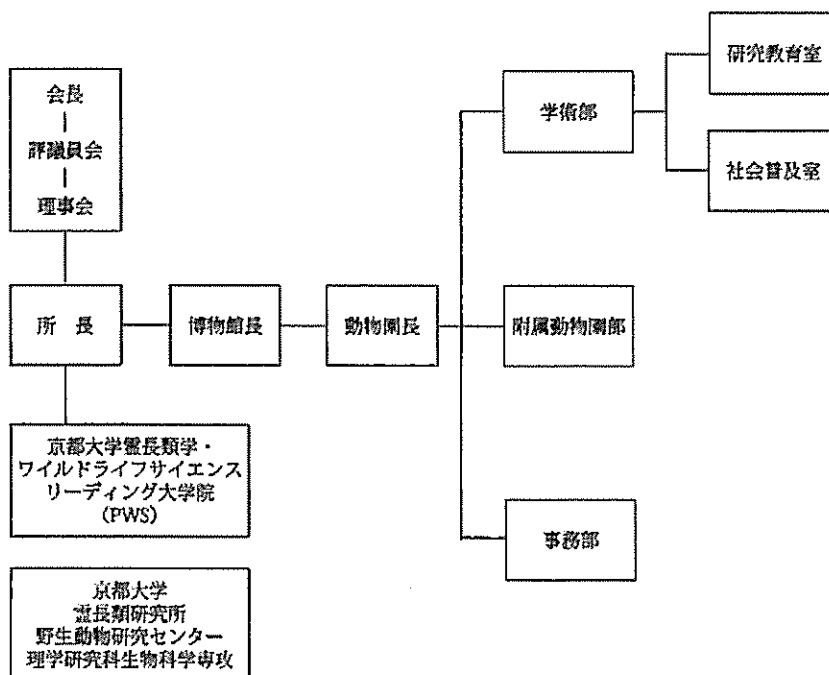 会長
評議員会
理事会
所 長
博物館長
動物園長
学術部
研究教育室
社会普及室
附属動物園部
事務部
京都大学霊長類学・
ワイルドライフサイエンス
リーディング大学院
(PWS)
京都大学
霊長類研究所
野生動物研究センター
理学研究科生物科学専攻